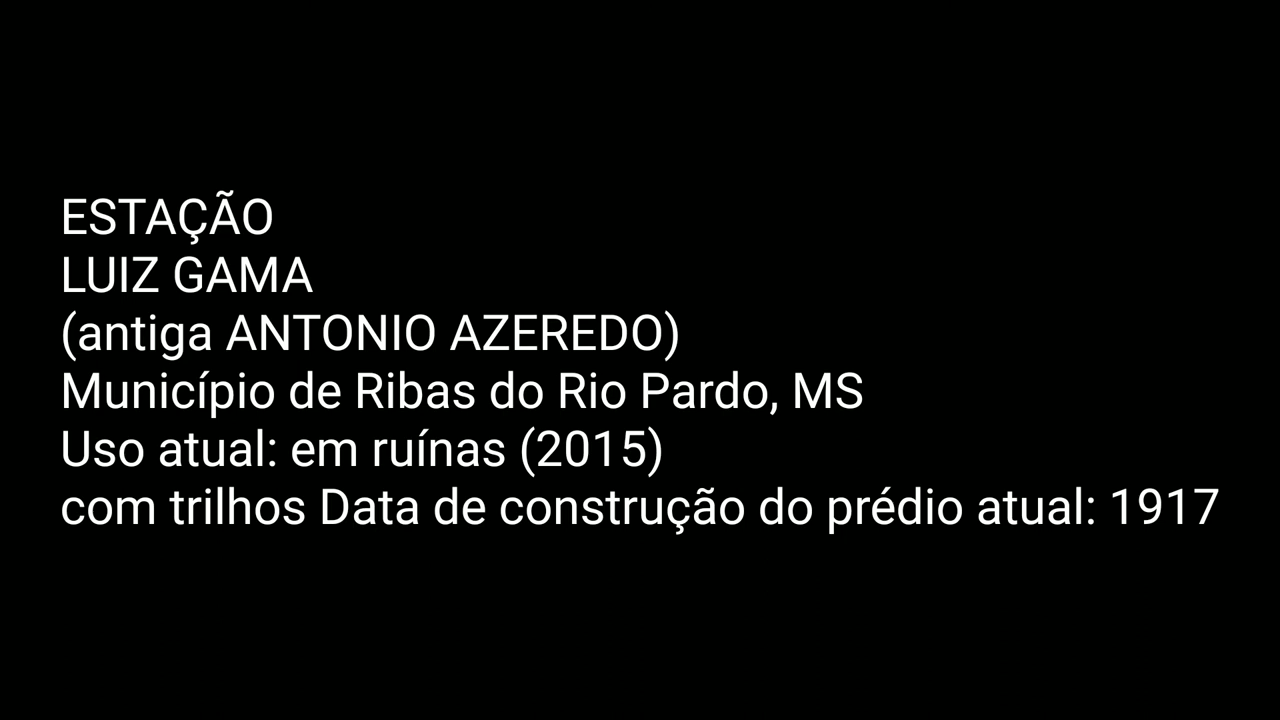 ESTAÇÃO
LUIZ GAMA
(antiga ANTONIO AZEREDO)
Município de Ribas do Rio Pardo, MS
Uso atual: em ruínas (2015)
com trilhos Data de construção do prédio atual: 1917